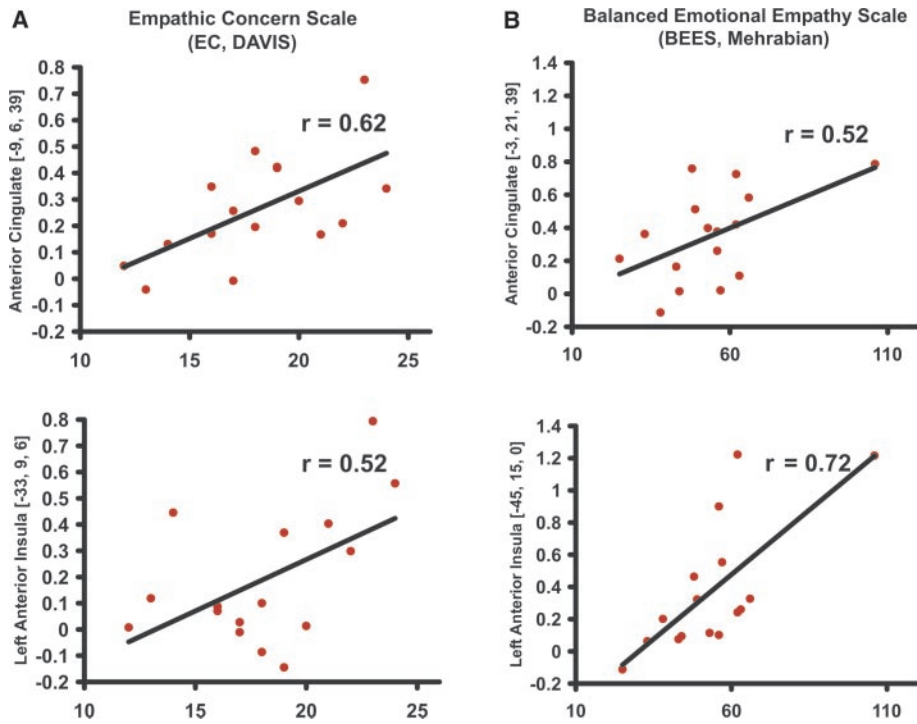 A
Empathic Concern Scale
(EC, DAVIS)
Anterior Cingulate [-9, 6, 39]
0.8
0.7
0.6
0.5
0.4
0.3
0.2
0.1
0
-0.1
-0.2
r = 0.62
10 15 20 25
B
Balanced Emotional Empathy Scale
(BEES, Mehrabian)
Anterior Cingulate [-3, 21, 39]
1.4
1.2
1
0.8
0.6
0.4
0.2
0
-0.2
r = 0.52
10 60 110
Left Anterior Insula [-33, 9, 6]
0.8
0.7
0.6
0.5
0.4
0.3
0.2
0.1
0
-0.1
-0.2
r = 0.52
10 15 20 25
Left Anterior Insula [-45, 15, 0]
1.4
1.2
1
0.8
0.6
0.4
0.2
0
-0.2
r = 0.72
10 60 110